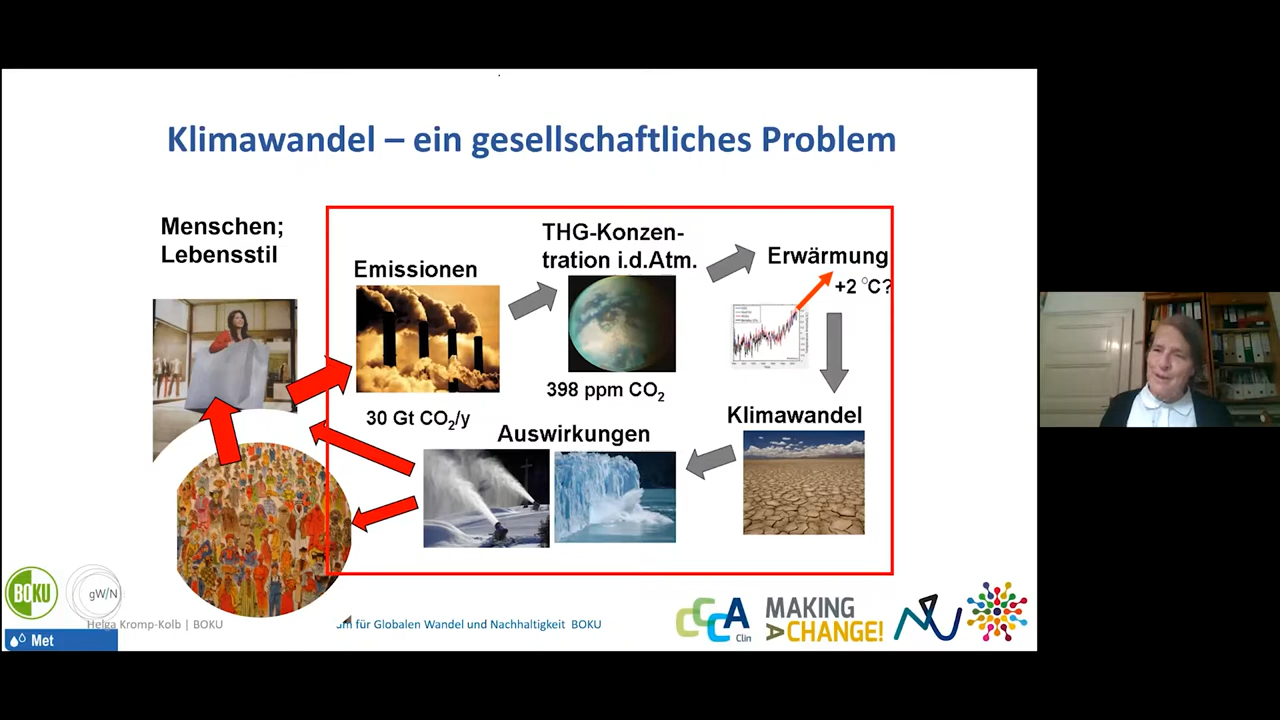 Klimawandel – ein gesellschaftliches Problem
Menschen;
Lebensstil
Emissionen
30 Gt CO₂/y
THG-Konzen-
tration i.d.Atm.
398 ppm CO₂
Erwärmung
+2 °C?
Klimawandel
Auswirkungen
BOKU
gW/N
Helga Kromp-Kolb | BOKU
für Globalen Wandel und Nachhaltigkeit BOKU
Met
CCCA
Clin
MAKING
A CHANGE!